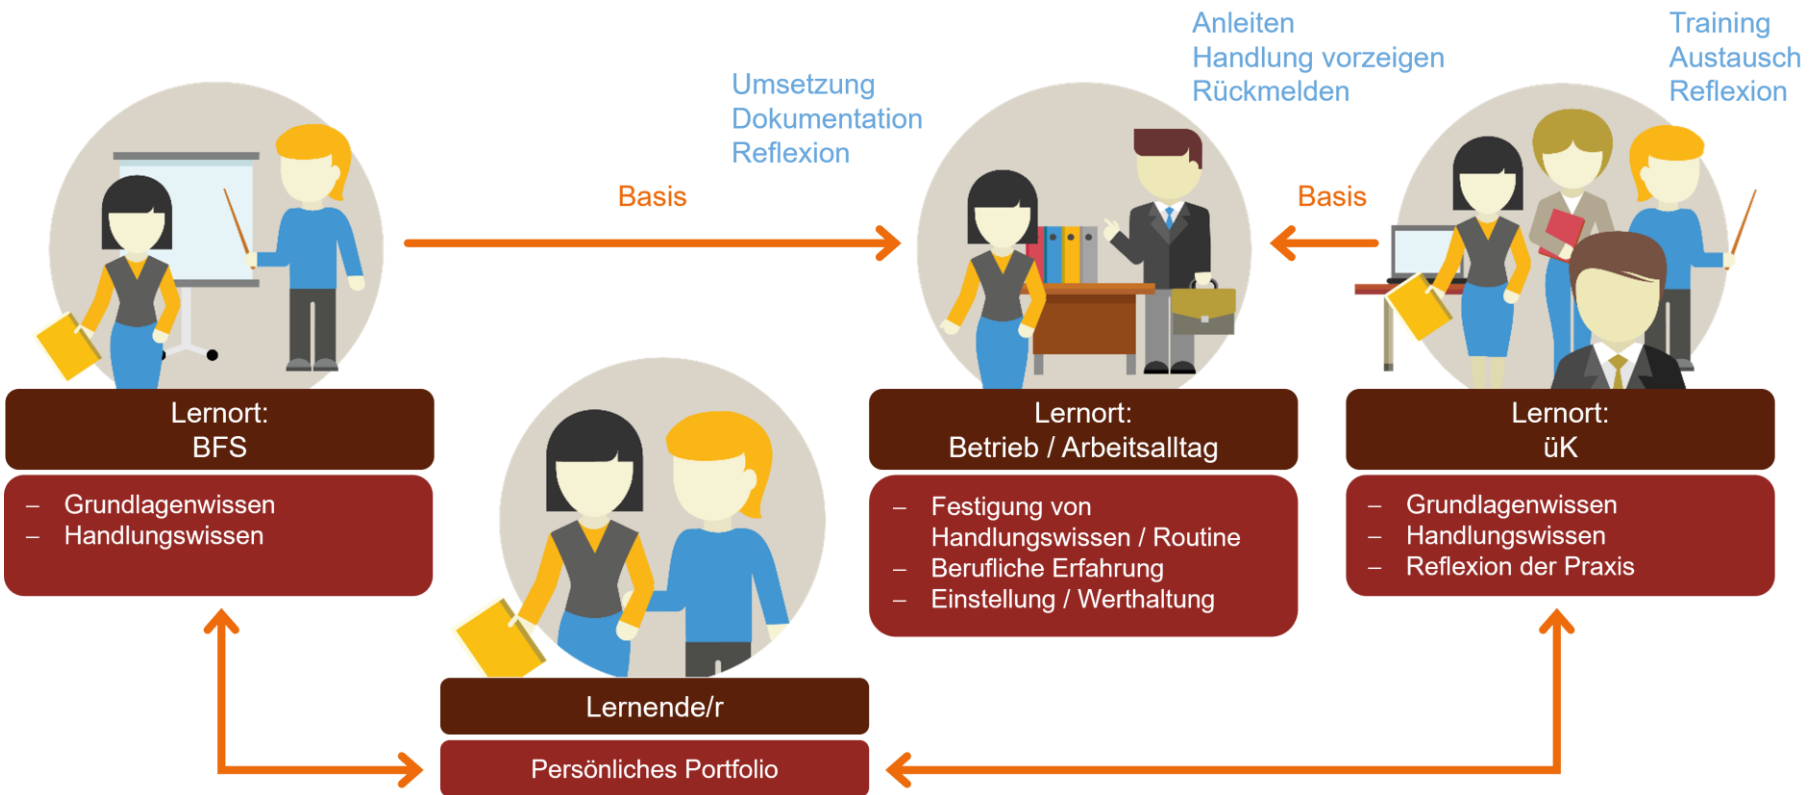 Umsetzung
Dokumentation
Reflexion
Anleiten
Handlung vorzeigen
Rückmelden
Training
Austausch
Reflexion
Basis
Basis
Lernort:
BFS
– Grundlagenwissen
– Handlungswissen
Lernende/r
Persönliches Portfolio
Lernort:
Betrieb / Arbeitsalltag
– Festigung von
Handlungswissen / Routine
– Berufliche Erfahrung
– Einstellung / Werthaltung
Lernort:
üK
– Grundlagenwissen
– Handlungswissen
– Reflexion der Praxis